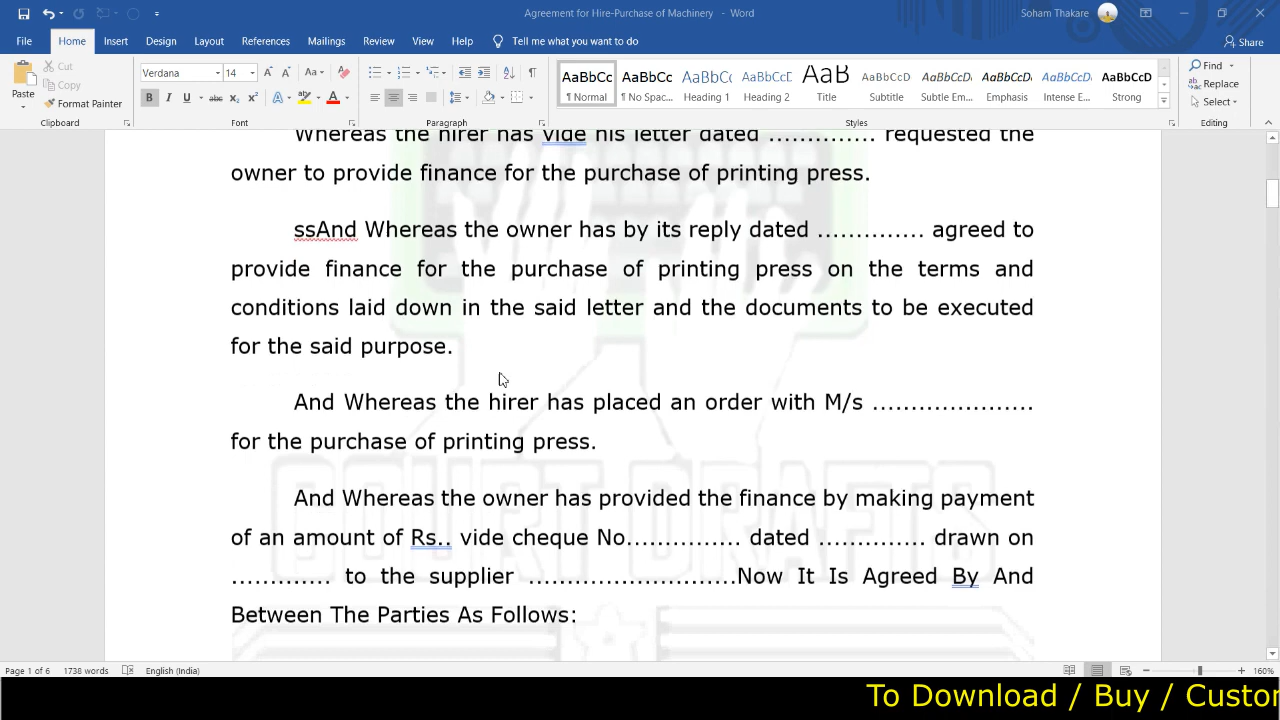 Agreement for Hire-Purchase of Machinery - Word
Soham Thakare
File Home Insert Design Layout References Mailings Review View Help Tell me what you want to do
Share
Paste
Cut
Copy
Format Painter
Clipboard
Verdana 14
Font
Paragraph
AaBbCc AaBbCc AaBbCc AaBbCcD AaB AaBbCcD AaBbCcDı AaBbCcDı AaBbCcDı AaBbCcD
¶ Normal ¶ No Spac... Heading 1 Heading 2 Title Subtitle Subtle Em... Emphasis Intense E... Strong
Styles
Find
Replace
Select
Editing
Whereas the hirer has vide his letter dated .............. requested the
owner to provide finance for the purchase of printing press.
ssAnd Whereas the owner has by its reply dated .............. agreed to
provide finance for the purchase of printing press on the terms and
conditions laid down in the said letter and the documents to be executed
for the said purpose.
And Whereas the hirer has placed an order with M/s .....................
for the purchase of printing press.
And Whereas the owner has provided the finance by making payment
of an amount of Rs.. vide cheque No............... dated .............. drawn on
............. to the supplier ...........................Now It Is Agreed By And
Between The Parties As Follows:
COURT DRAFTS
Page 1 of 6 1738 words English (India) 160%
To Download / Buy / Custor